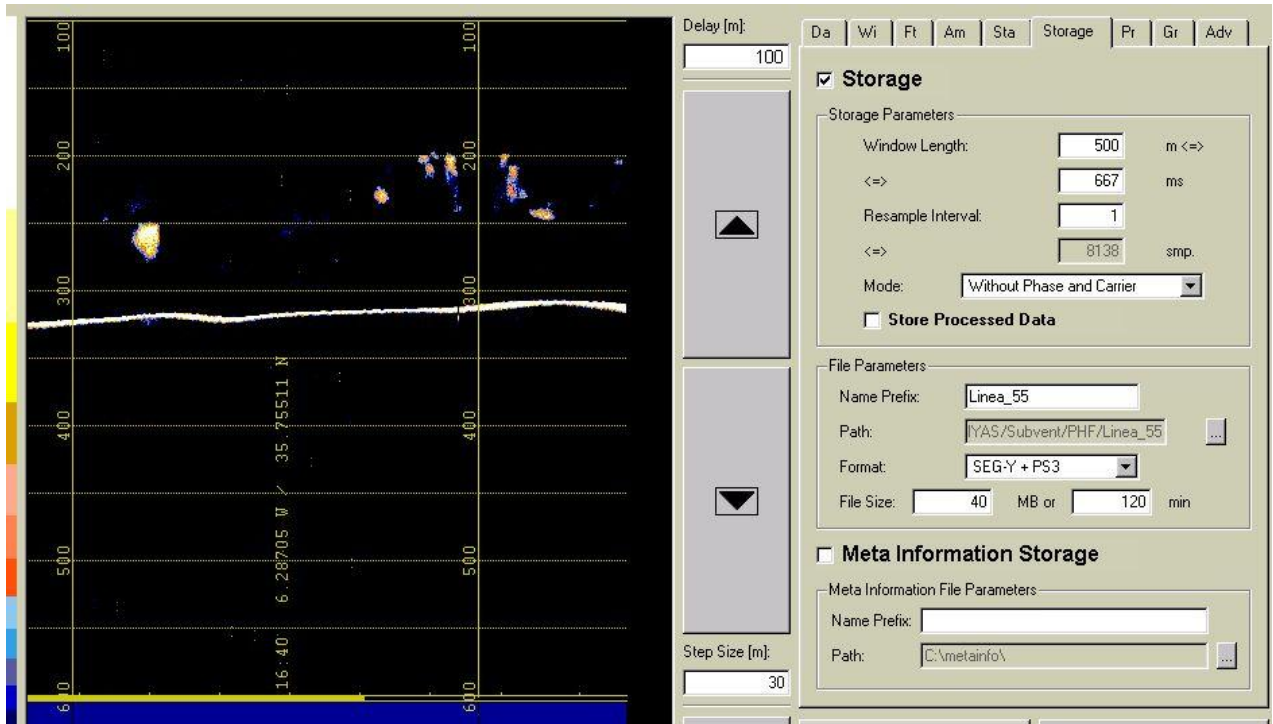 100
100
200
200
300
300
400
400
500
500
600
600
16:40 6.28705 W / 35.75511 N
Delay [m]:
100
Step Size [m]:
30
Da Wi Ft Am Sta Storage Pr Gr Adv
Storage
Storage Parameters
Window Length: 500 m <=>
<=> 667 ms
Resample Interval: 1
<=> 8138 smp.
Mode: Without Phase and Carrier
Store Processed Data
File Parameters
Name Prefix: Linea_55
Path: IYAS/Subvent/PHF/Linea_55 ...
Format: SEG-Y + PS3
File Size: 40 MB or 120 min
Meta Information Storage
Meta Information File Parameters
Name Prefix:
Path: C:\metainfo\ ...